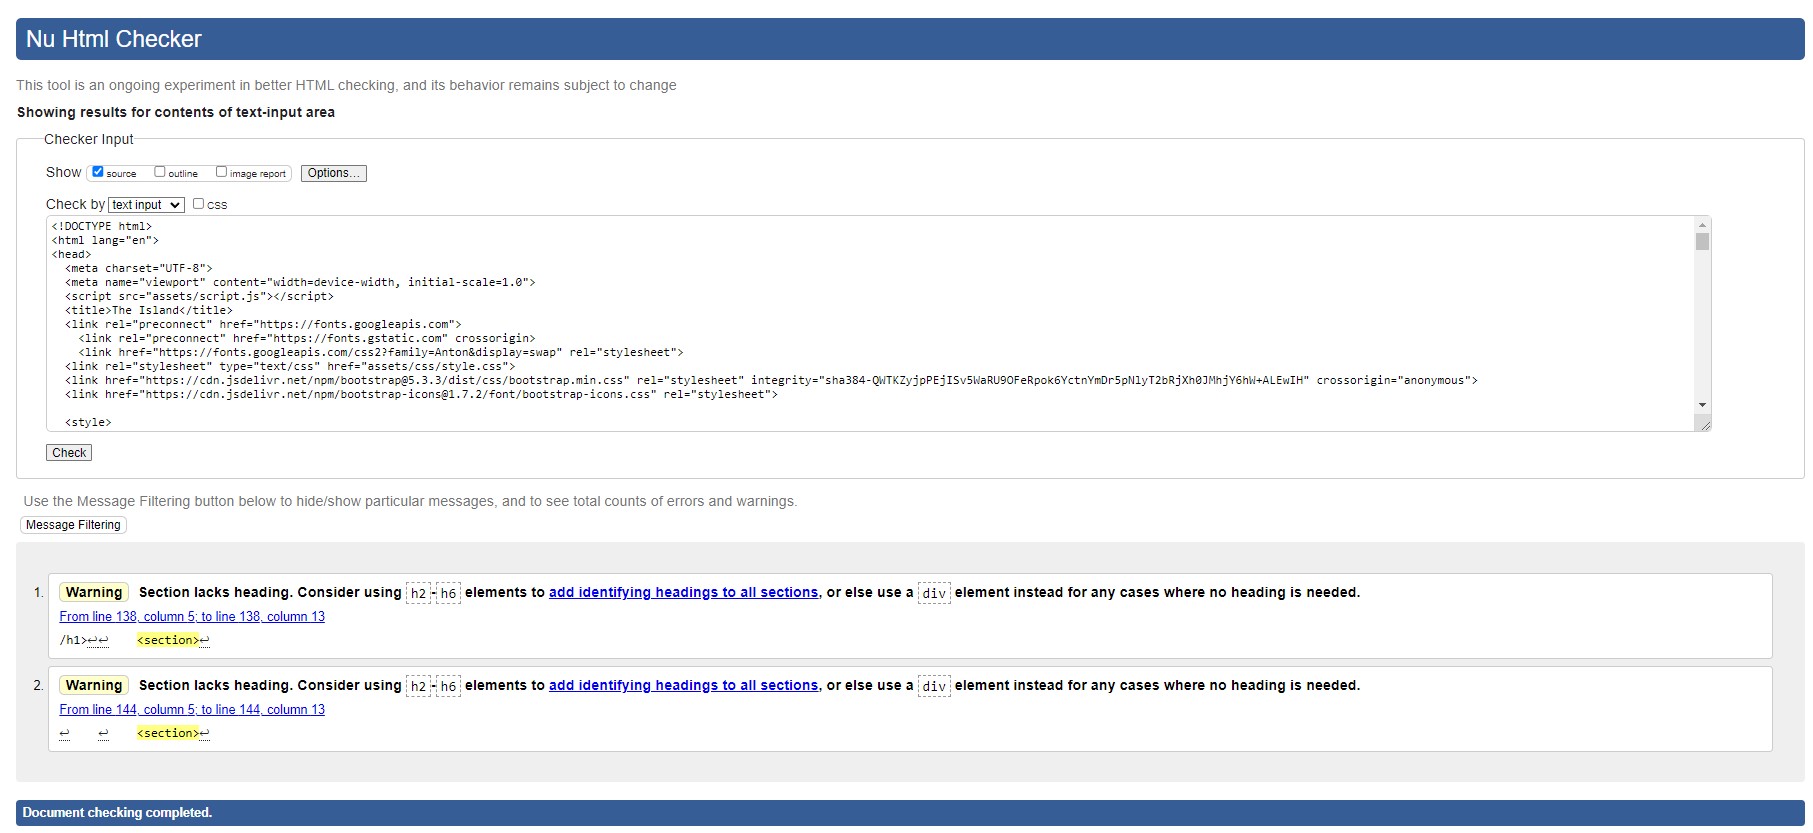 Nu Html Checker
This tool is an ongoing experiment in better HTML checking, and its behavior remains subject to change
Showing results for contents of text-input area
Checker Input
Show source outline image report Options...
Check by text input css
<!DOCTYPE html>
<html lang="en">
<head>
<meta charset="UTF-8">
<meta name="viewport" content="width=device-width, initial-scale=1.0">
<script src="assets/script.js"></script>
<title>The Island</title>
<link rel="preconnect" href="https://fonts.googleapis.com">
<link rel="preconnect" href="https://fonts.gstatic.com" crossorigin>
<link href="https://fonts.googleapis.com/css2?family=Anton&display=swap" rel="stylesheet">
<link rel="stylesheet" type="text/css" href="assets/css/style.css">
<link href="https://cdn.jsdelivr.net/npm/bootstrap@5.3.3/dist/css/bootstrap.min.css" rel="stylesheet" integrity="sha384-QWTKZyjpPEjISv5WaRU9OFeRpok6YctnYmDr5pNlyT2bRjXh0JMhjY6hW+ALEwIH" crossorigin="anonymous">
<link href="https://cdn.jsdelivr.net/npm/bootstrap-icons@1.7.2/font/bootstrap-icons.css" rel="stylesheet">
<style>
Check
Use the Message Filtering button below to hide/show particular messages, and to see total counts of errors and warnings.
Message Filtering
1. Warning Section lacks heading. Consider using h2-h6 elements to add identifying headings to all sections, or else use a div element instead for any cases where no heading is needed.
From line 138, column 5; to line 138, column 13
/h1>↩↩ <section>↩
2. Warning Section lacks heading. Consider using h2-h6 elements to add identifying headings to all sections, or else use a div element instead for any cases where no heading is needed.
From line 144, column 5; to line 144, column 13
↩ ↩ <section>↩
Document checking completed.